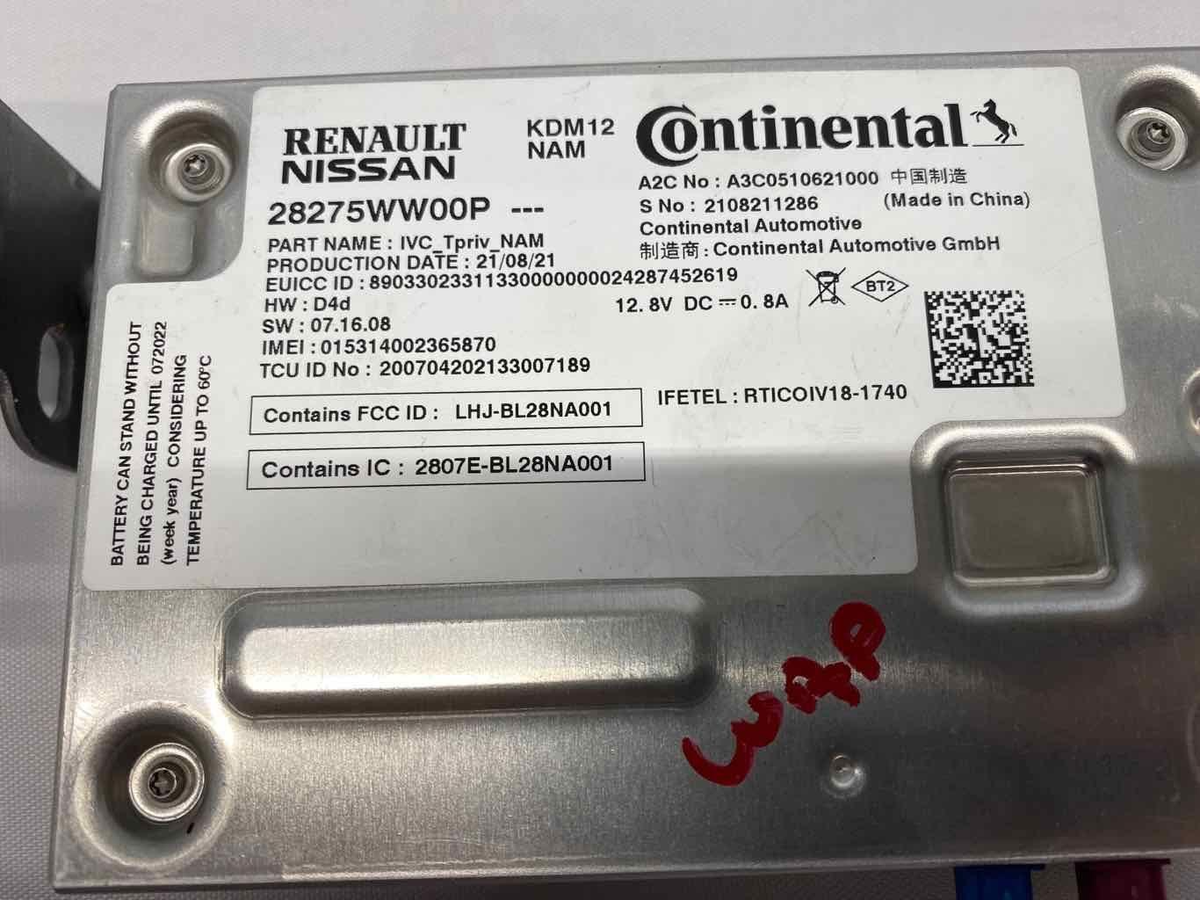 RENAULT
NISSAN
KDM12
NAM
Continental
28275WW00P ---
A2C No : A3C0510621000 中国制造
S No : 2108211286 (Made in China)
Continental Automotive
制造商: Continental Automotive GmbH
PART NAME : IVC_Tpriv_NAM
PRODUCTION DATE : 21/08/21
EUICC ID : 89033023311330000000024287452619
HW : D4d
12.8V DC 0.8A
BT2
SW : 07.16.08
IMEI : 015314002365870
TCU ID No : 200704202133007189
Contains FCC ID : LHJ-BL28NA001
IFETEL : RTICOIV18-1740
Contains IC : 2807E-BL28NA001
BATTERY CAN STAND WITHOUT
BEING CHARGED UNTIL 072022
(week year) CONSIDERING
TEMPERATURE UP TO 60°C